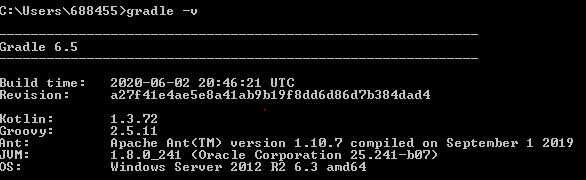 C:\Users\688455>gradle -v
------------------------------------------------------------
Gradle 6.5
------------------------------------------------------------
Build time:   2020-06-02 20:46:21 UTC
Revision:     a27f41e4ae5e8a41ab9b19f8dd6d86d7b384dad4
Kotlin:       1.3.72
Groovy:       2.5.11
Ant:          Apache Ant(TM) version 1.10.7 compiled on September 1 2019
JVM:          1.8.0_241 (Oracle Corporation 25.241-b07)
OS:           Windows Server 2012 R2 6.3 amd64